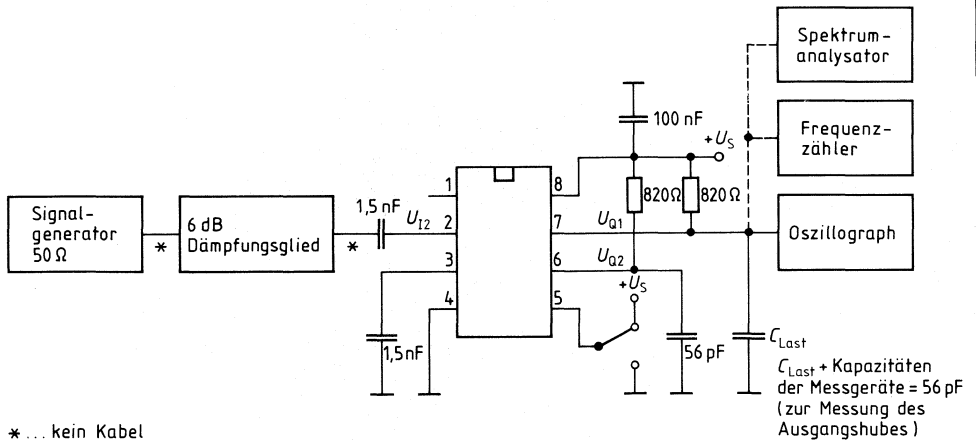 Spektrum-
analysator
100 nF
+U_S
Frequenz-
zähler
1
8
820Ω
820Ω
Signal-
generator
50 Ω
*
6 dB
Dämpfungsglied
*
1,5 nF
U_I2
2
7
U_Q1
Oszillograph
3
6
U_Q2
+U_S
4
5
1,5nF
56 pF
C_Last
C_Last + Kapazitäten
der Messgeräte = 56 pF
(zur Messung des
Ausgangshubes)
* ... kein Kabel